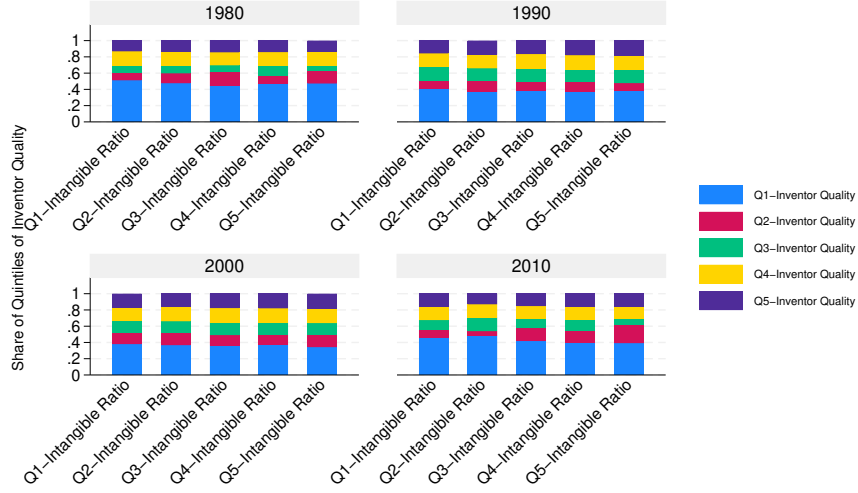 1980
1990
1
.8
.6
.4
.2
0
1
.8
.6
.4
.2
0
Q1−Intangible Ratio
Q2−Intangible Ratio
Q3−Intangible Ratio
Q4−Intangible Ratio
Q5−Intangible Ratio
Q1−Intangible Ratio
Q2−Intangible Ratio
Q3−Intangible Ratio
Q4−Intangible Ratio
Q5−Intangible Ratio
Share of Quintiles of Inventor Quality
2000
2010
1
.8
.6
.4
.2
0
1
.8
.6
.4
.2
0
Q1−Intangible Ratio
Q2−Intangible Ratio
Q3−Intangible Ratio
Q4−Intangible Ratio
Q5−Intangible Ratio
Q1−Intangible Ratio
Q2−Intangible Ratio
Q3−Intangible Ratio
Q4−Intangible Ratio
Q5−Intangible Ratio
Q1−Inventor Quality
Q2−Inventor Quality
Q3−Inventor Quality
Q4−Inventor Quality
Q5−Inventor Quality